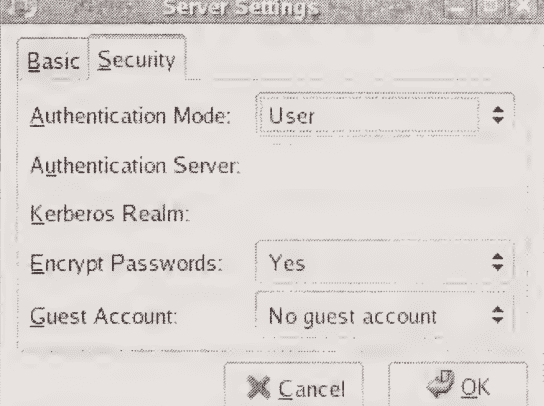 Server Settings
Basic Security
Authentication Mode: User
Authentication Server:
Kerberos Realm:
Encrypt Passwords: Yes
Guest Account: No guest account
Cancel OK